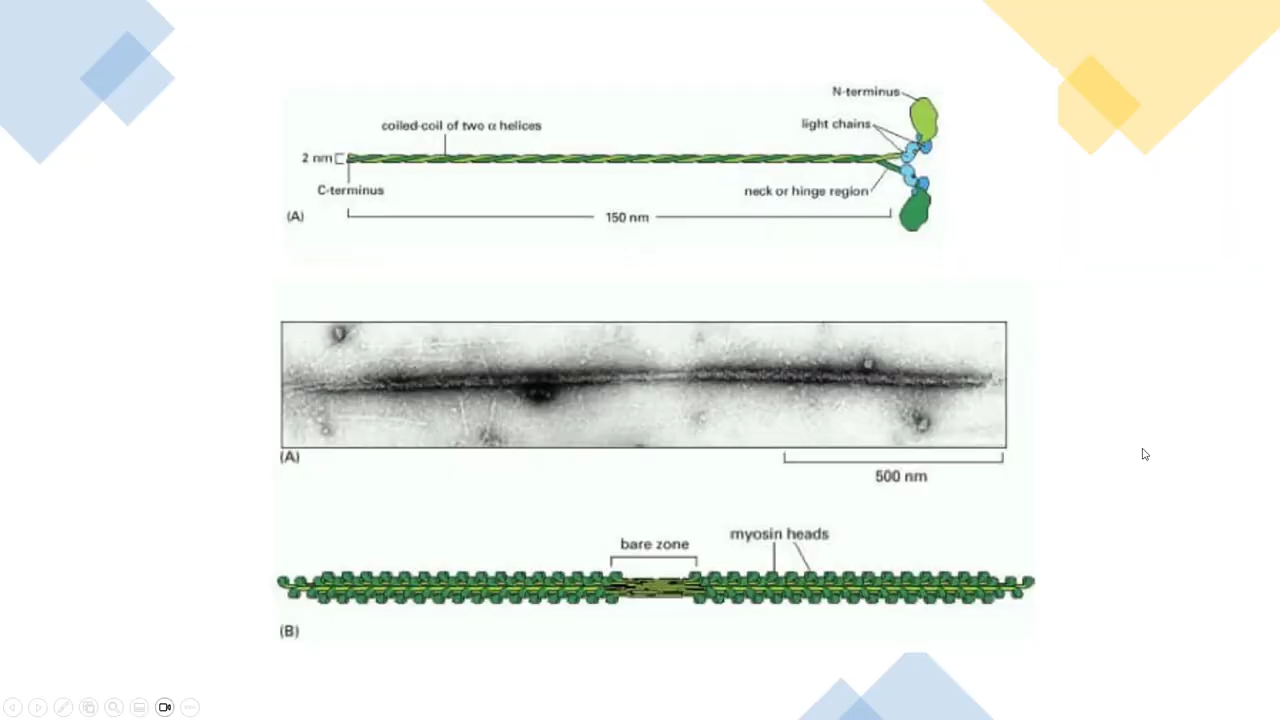 N-terminus
light chains
coiled-coil of two α helices
2 nm
C-terminus
neck or hinge region
(A)
150 nm
(A)
500 nm
myosin heads
bare zone
(B)